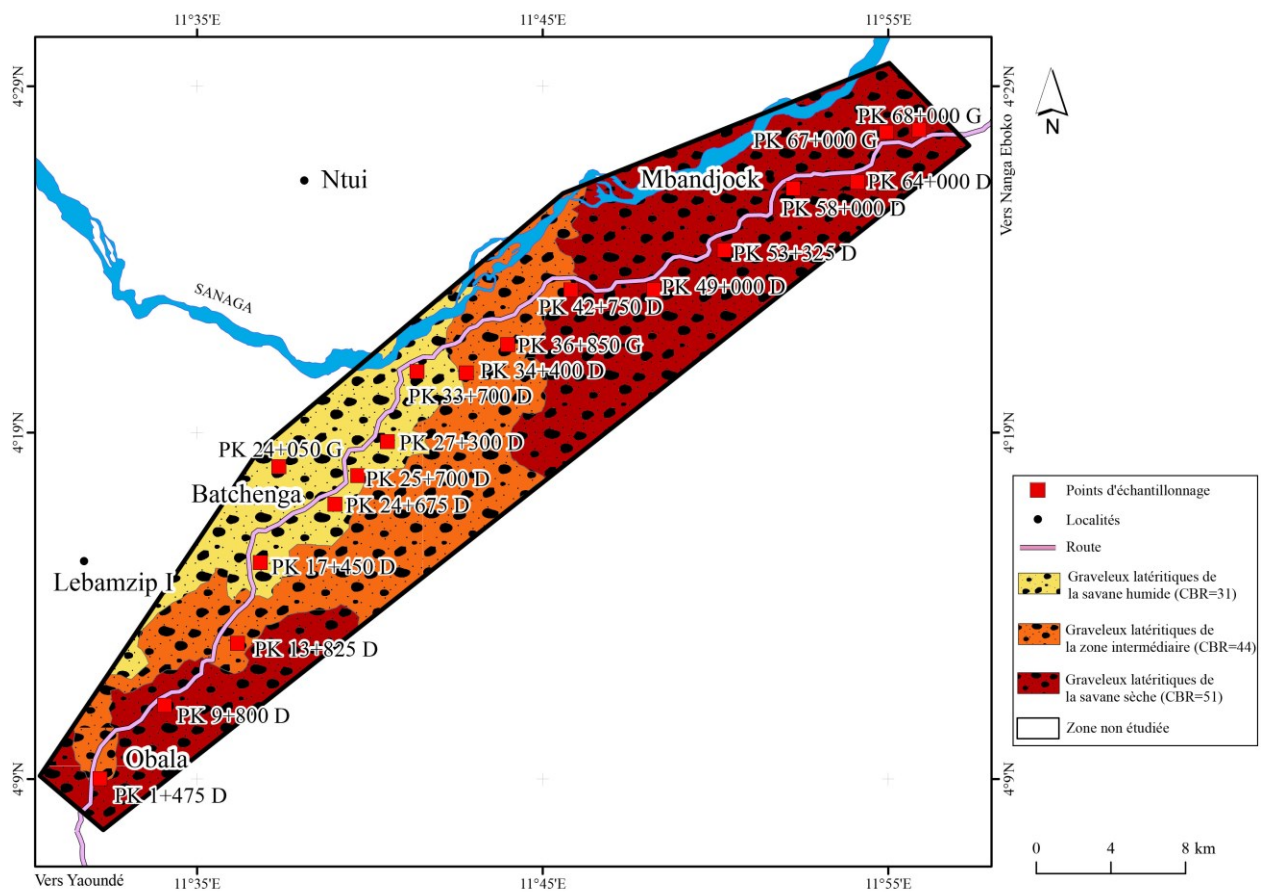 11°35'E
11°45'E
11°55'E
4°29'N
4°29'N
N
PK 68+000 G
PK 67+000 G
Vers Nanga Eboko
Ntui
Mbandjock
PK 64+000 D
PK 58+000 D
PK 53+325 D
SANAGA
PK 49+000 D
PK 42+750 D
PK 36+850 G
PK 34+400 D
PK 33+700 D
4°19'N
4°19'N
PK 27+300 D
PK 24+050 G
PK 25+700 D
Batchenga
PK 24+675 D
Lebamzip I
PK 17+450 D
PK 13+825 D
PK 9+800 D
Obala
4°9'N
4°9'N
PK 1+475 D
Vers Yaoundé
11°35'E
11°45'E
11°55'E
Points d'échantillonnage
Localités
Route
Graveleux latéritiques de
la savane humide (CBR=31)
Graveleux latéritiques de
la zone intermédiaire (CBR=44)
Graveleux latéritiques de
la savane sèche (CBR=51)
Zone non étudiée
0 4 8 km